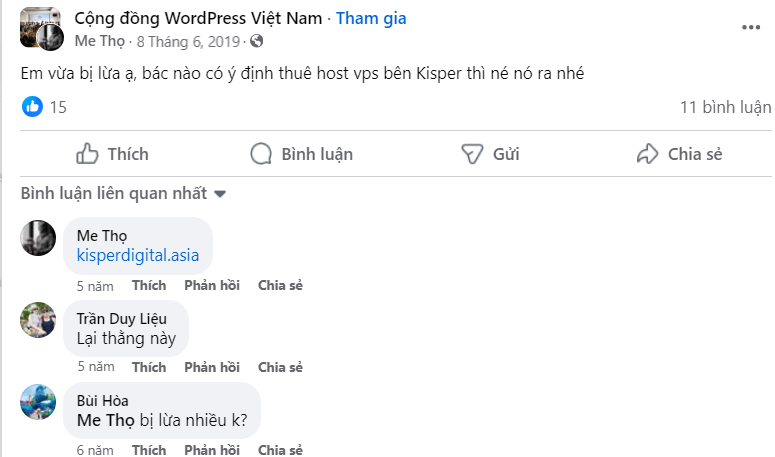 Cộng đồng WordPress Việt Nam · Tham gia
Me Thọ · 8 Tháng 6, 2019 ·
Em vừa bị lừa ạ, bác nào có ý định thuê host vps bên Kisper thì né nó ra nhé
15 11 bình luận
Thích Bình luận Gửi Chia sẻ
Bình luận liên quan nhất
Me Thọ
kisperdigital.asia
5 năm Thích Phản hồi Chia sẻ
Trần Duy Liệu
Lại thằng này
5 năm Thích Phản hồi Chia sẻ
Bùi Hòa
Me Thọ bị lừa nhiều k?
6 năm Thích Phản hồi Chia sẻ